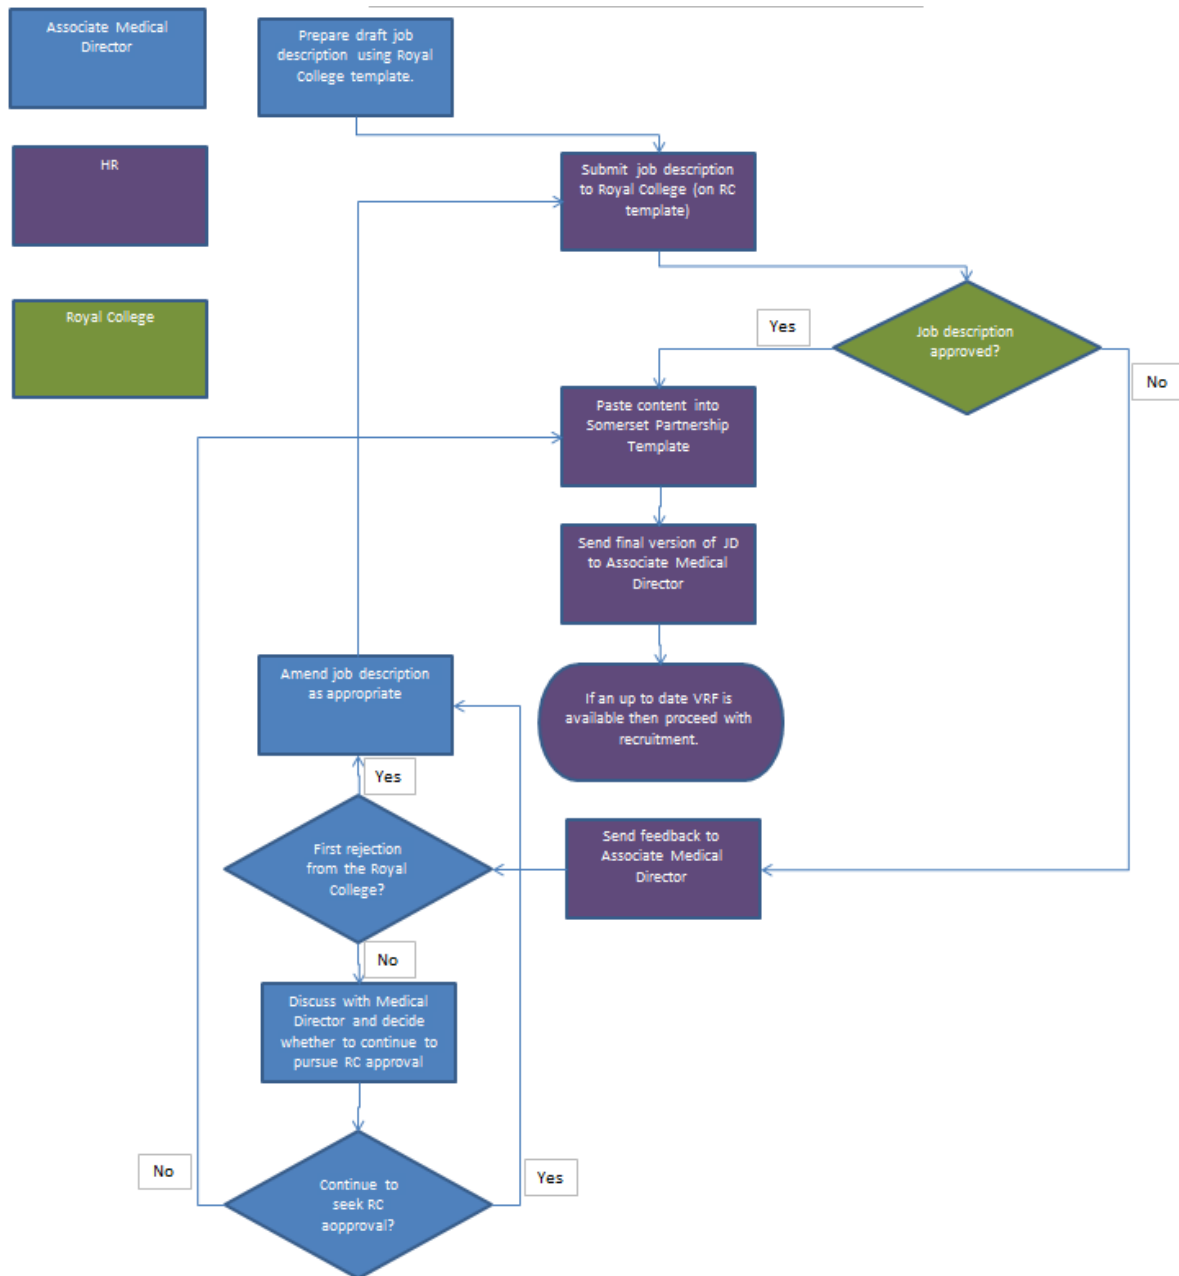 Associate Medical
Director
Prepare draft job
description using Royal
College template.
HR
Submit job description
to Royal College (on RC
template)
Royal College
Job description
approved?
Yes
No
Paste content into
Somerset Partnership
Template
Send final version of JD
to Associate Medical
Director
If an up to date VRF is
available then proceed with
recruitment.
Amend job description
as appropriate
Yes
First rejection
from the Royal
College?
Send feedback to
Associate Medical
Director
No
Discuss with Medical
Director and decide
whether to continue to
pursue RC approval
No
Yes
Continue to
seek RC
aopproval?